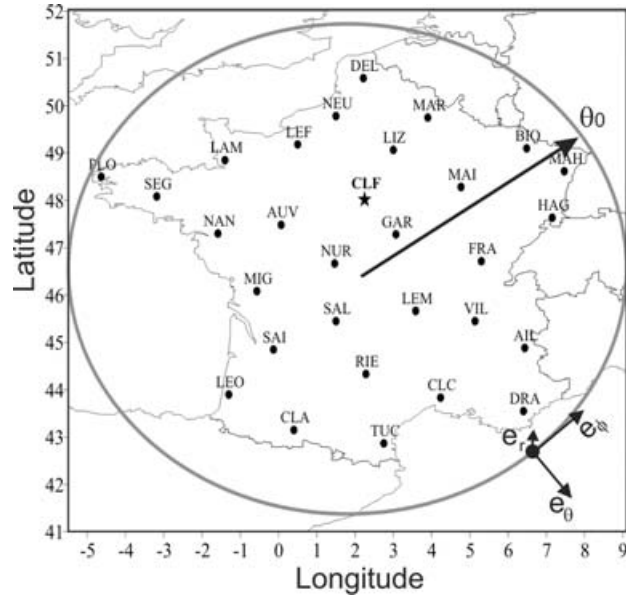 52
51
50
49
48
47
46
45
44
43
42
41
Latitude
DEL
NEU
MAR
θ0
LEF
LIZ
BIO
LAM
MAH
PLO
SEG
CLF
MAI
AUV
HAG
NAN
GAR
NUR
FRA
MIG
SAL
LEM
VIL
SAI
AIL
RIE
LEO
CLC
DRA
CLA
TUC
er
eϕ
eθ
-5 -4 -3 -2 -1 0 1 2 3 4 5 6 7 8 9
Longitude